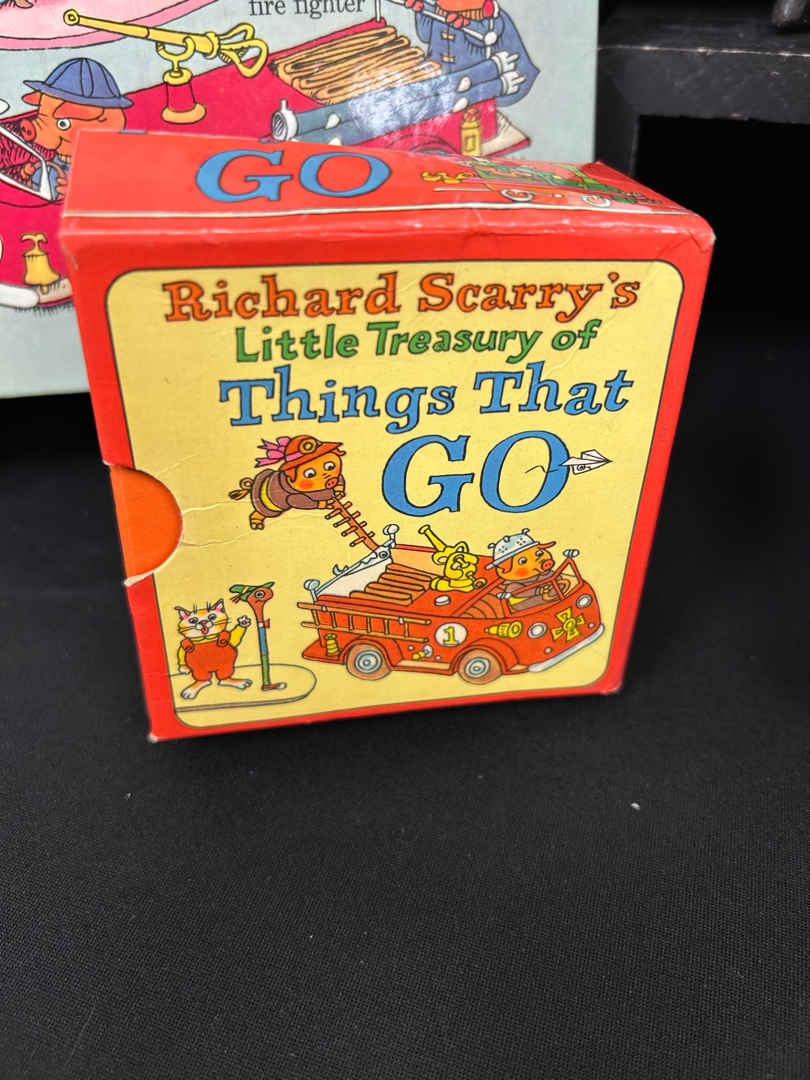 fire fighter
GO
Richard Scarry's
Little Treasury of
Things That
GO
1